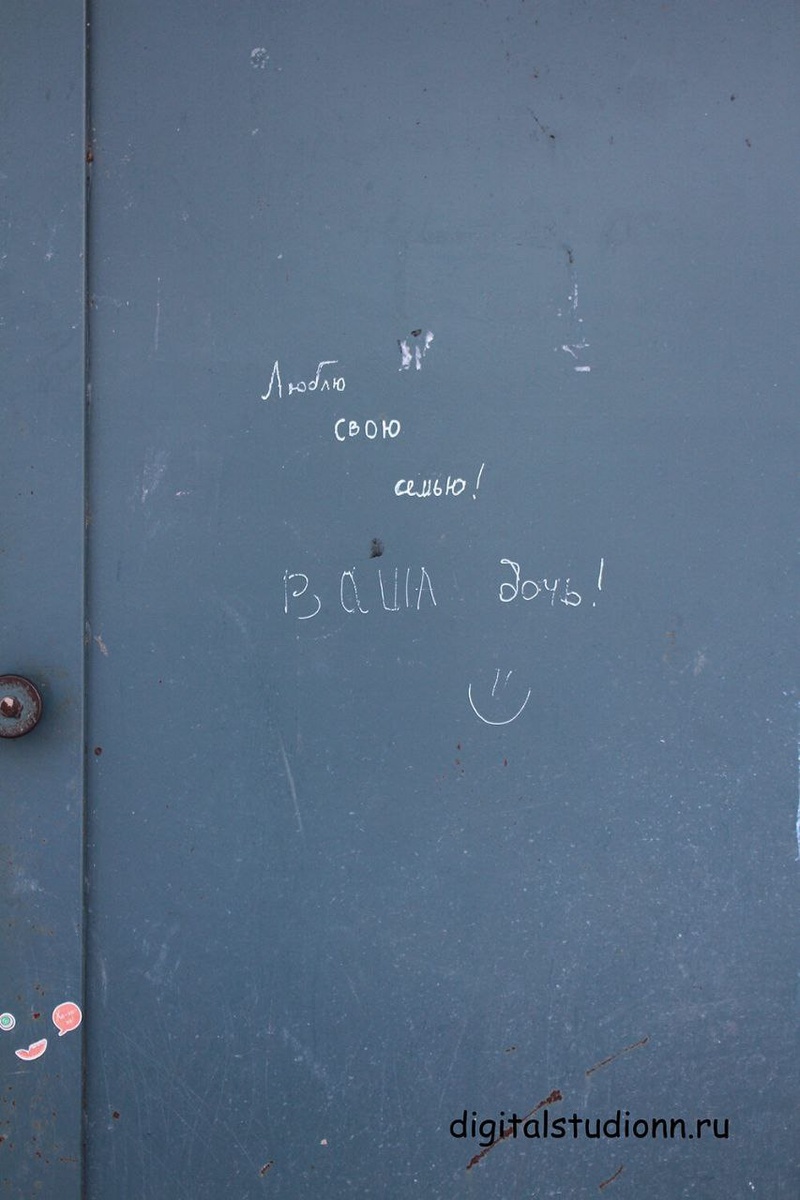 Люблю
свою
семью!
ВаША дочь!
digitalstudionn.ru